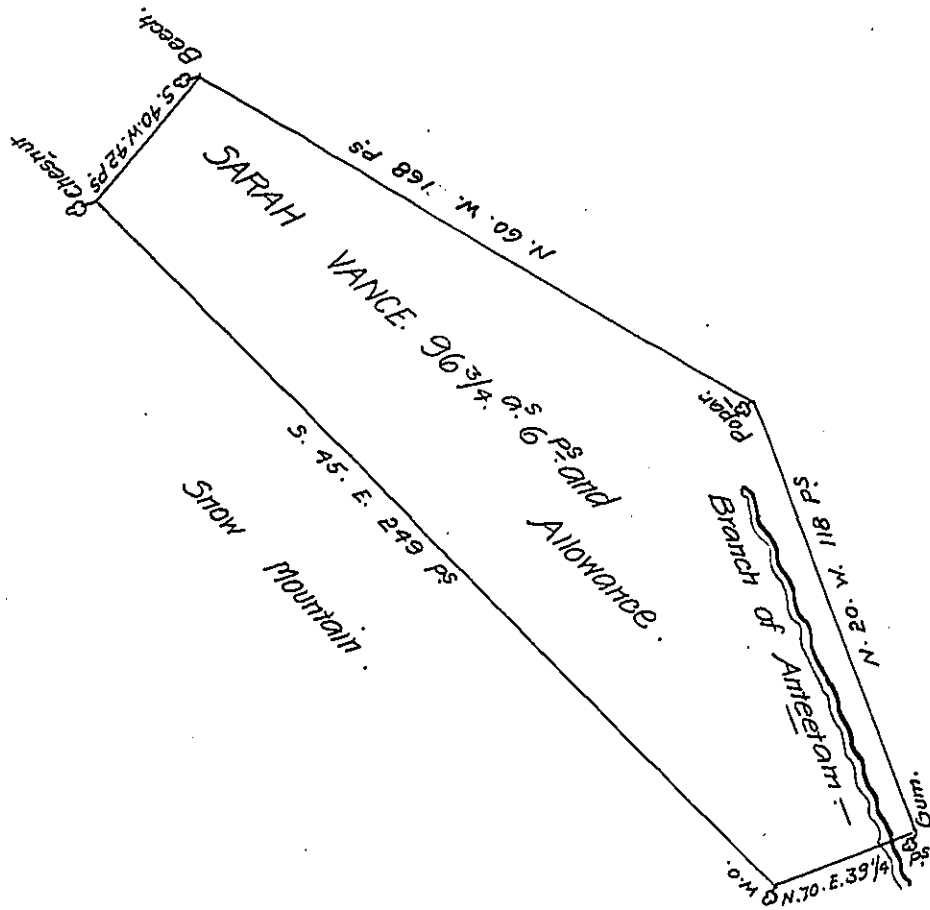 Beech.
S. 40. W. 42 ps.
Chesnut
N. 60. W. 168 ps
SARAH VANCE. 96 3/4. a.s 6 ps. and Allowance.
Popar.
N. 20. W. 118 ps.
Branch of Anteetam
S. 45. E. 249 ps
Snow Mountain.
Gum.
N. 70. E. 39 1/4 ps.
W.O.